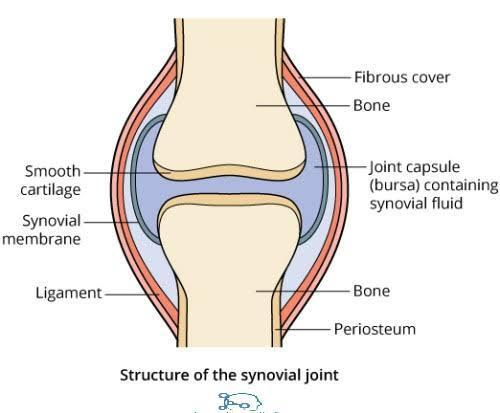 Fibrous cover
Bone
Smooth
cartilage
Joint capsule
(bursa) containing
synovial fluid
Synovial
membrane
Ligament
Bone
Periosteum
Structure of the synovial joint